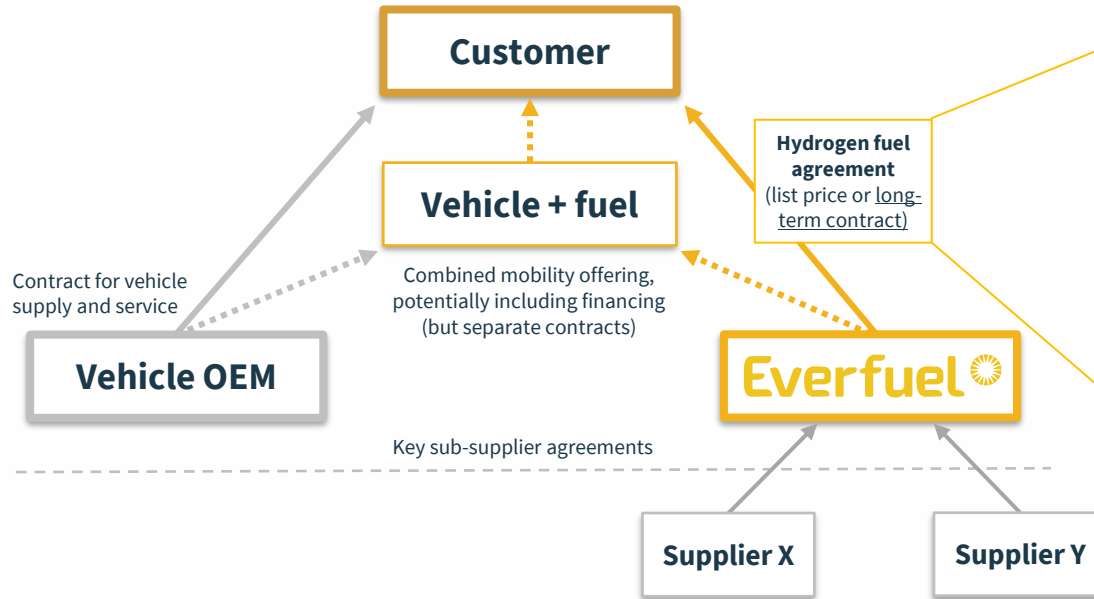 Customer
Hydrogen fuel
agreement
(list price or long-
term contract)
Vehicle + fuel
Contract for vehicle
supply and service
Combined mobility offering,
potentially including financing
(but separate contracts)
Vehicle OEM
Everfuel
Key sub-supplier agreements
Supplier X
Supplier Y